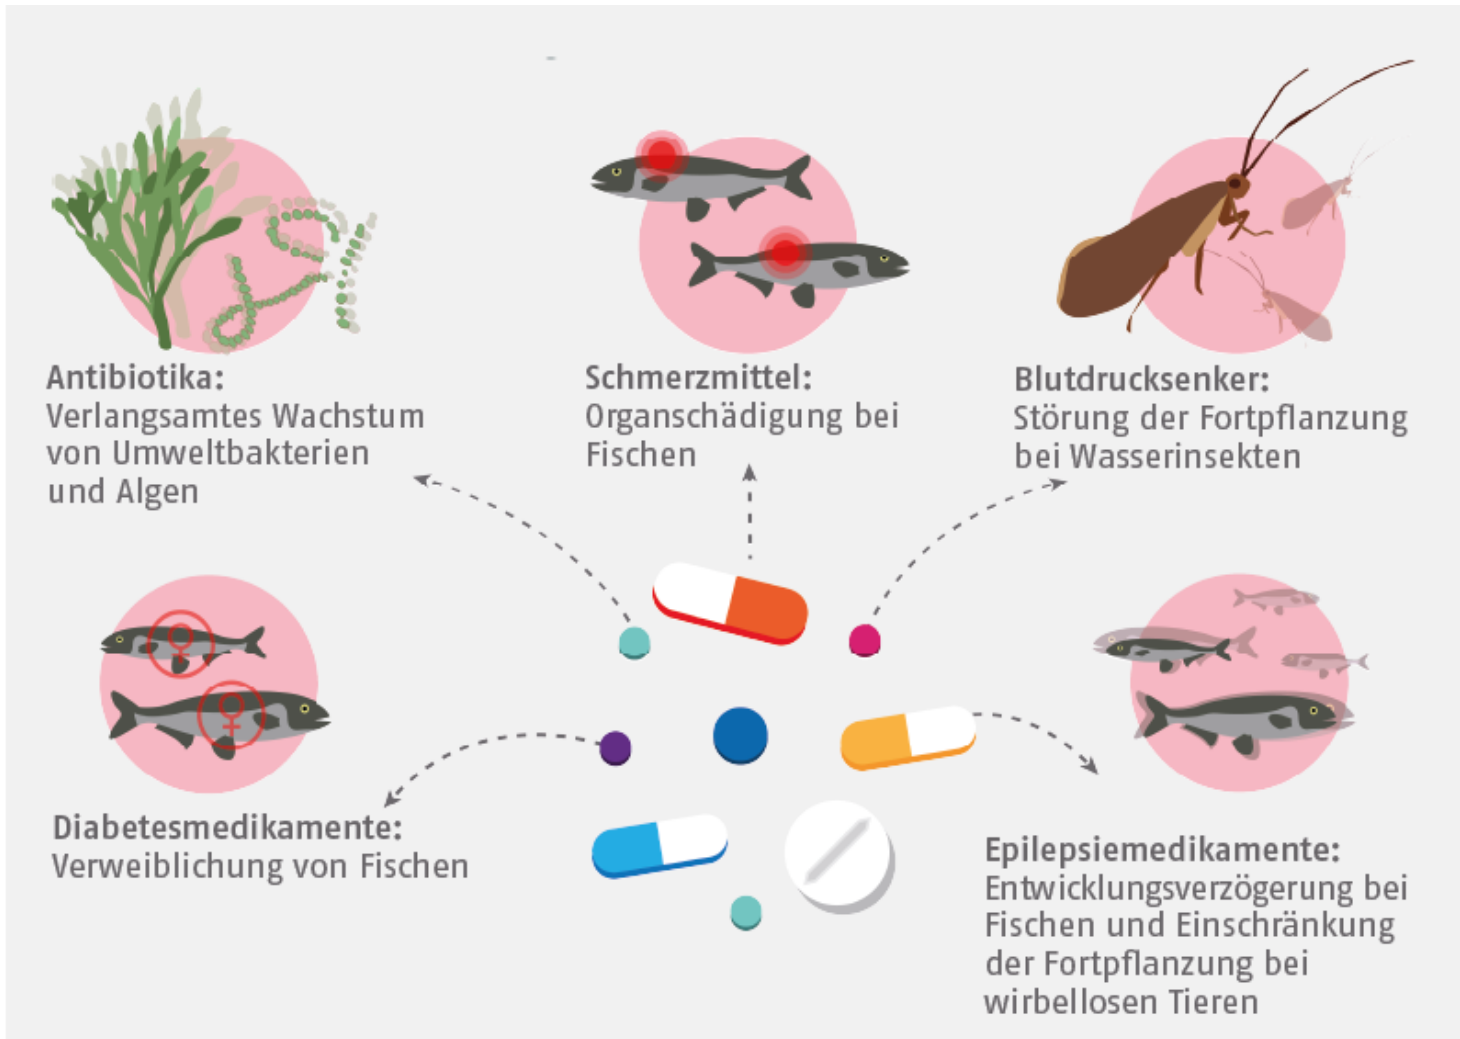 Antibiotika:
Verlangsamtes Wachstum
von Umweltbakterien
und Algen
Schmerzmittel:
Organschädigung bei
Fischen
Blutdrucksenker:
Störung der Fortpflanzung
bei Wasserinsekten
Diabetesmedikamente:
Verweiblichung von Fischen
Epilepsiemedikamente:
Entwicklungsverzögerung bei
Fischen und Einschränkung
der Fortpflanzung bei
wirbellosen Tieren